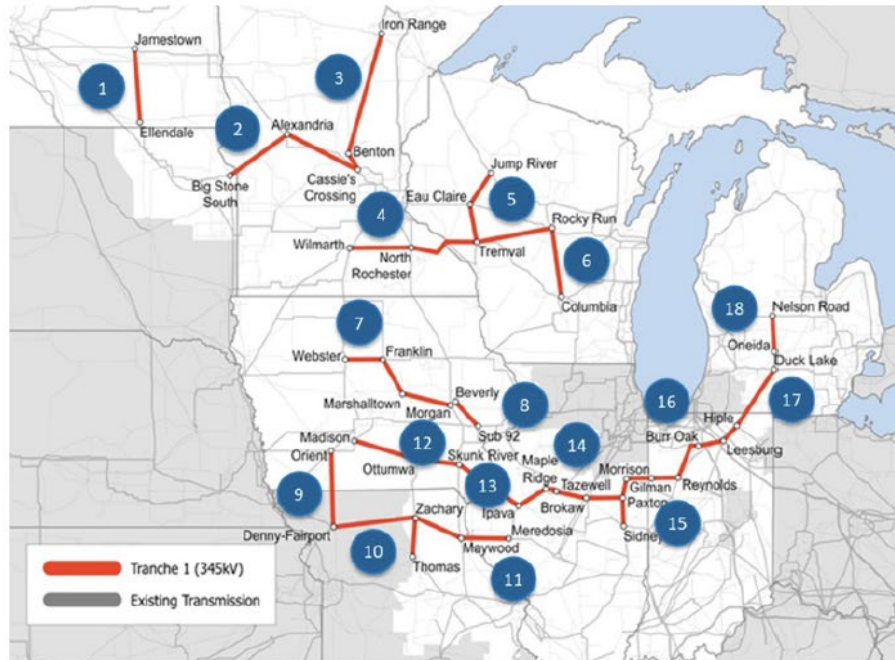 Iron Range
Jamestown
3
1
2
Ellendale
Alexandria
Benton
Jump River
Cassie's
Crossing
Big Stone
South
Eau Claire
5
Rocky Run
4
Wilmarth
North
Rochester
Tremval
6
Columbia
18
Nelson Road
7
Oneida
Webster
Franklin
Duck Lake
Beverly
8
16
17
Marshalltown
Morgan
Hiple
Sub 92
14
Burr Oak
Madison
12
Leesburg
Orient
Skunk River
Maple
Ridge
Morrison
Ottumwa
13
Tazewell
Gilman
Reynolds
9
Ipava
Brokaw
Paxton
Zachary
15
Denny-Fairport
Meredosia
Sidney
10
Maywood
Thomas
11
Tranche 1 (345kV)
Existing Transmission